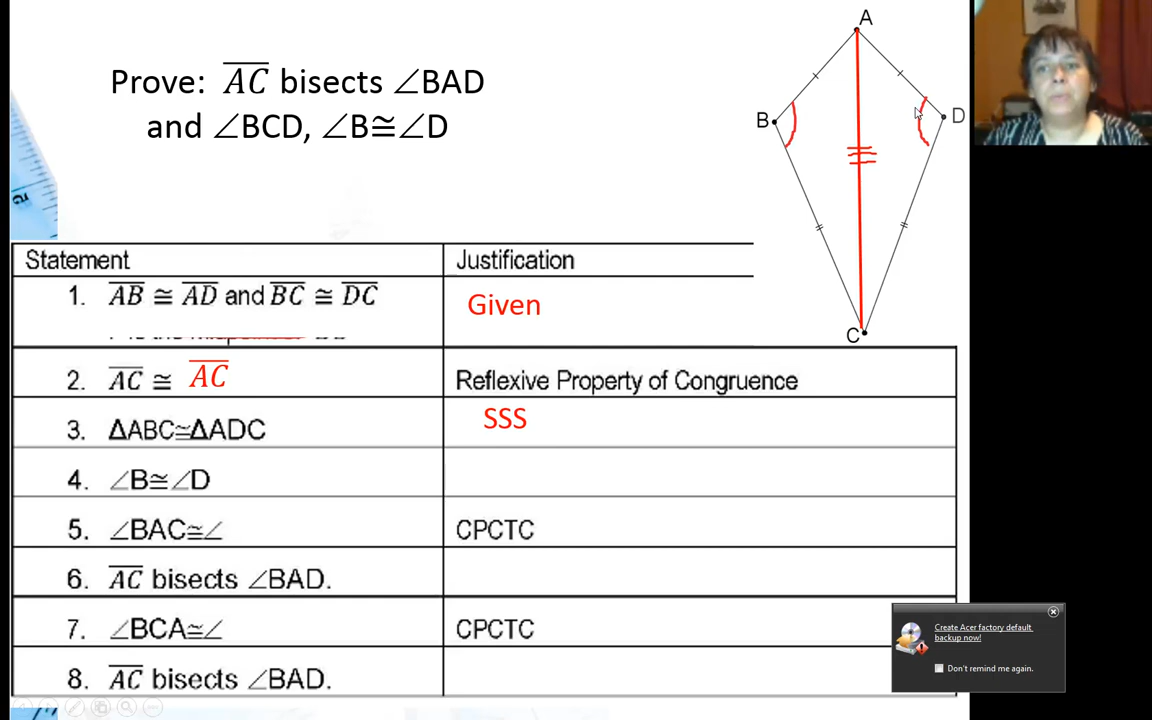 Prove: AC bisects ∠BAD
and ∠BCD, ∠B≅∠D
A
B
D
C
Statement Justification
1. AB ≅ AD and BC ≅ DC Given
2. AC ≅ AC Reflexive Property of Congruence
3. ΔABC≅ΔADC SSS
4. ∠B≅∠D
5. ∠BAC≅∠ CPCTC
6. AC bisects ∠BAD.
7. ∠BCA≅∠ CPCTC
8. AC bisects ∠BAD.
Create Acer factory default
backup now!
Don't remind me again.